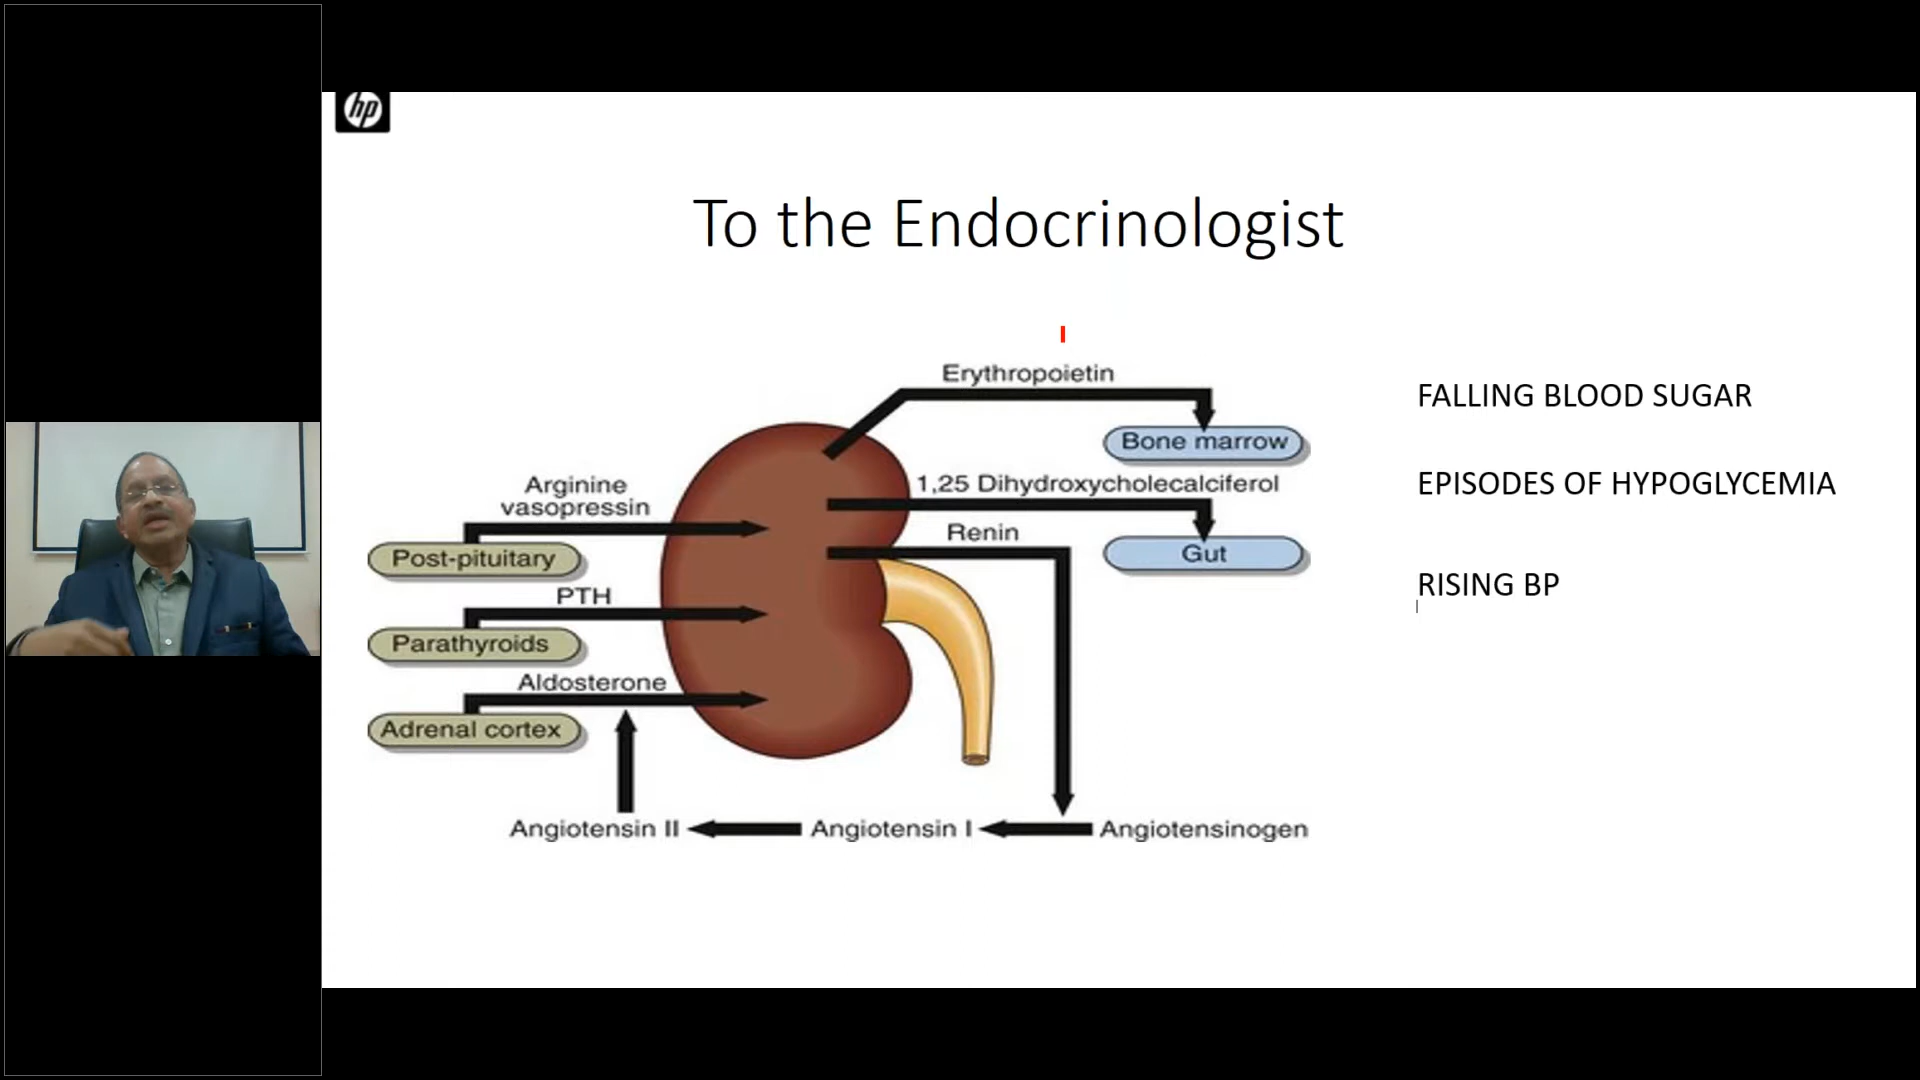 hp
To the Endocrinologist
Erythropoietin
Bone marrow
1,25 Dihydroxycholecalciferol
Gut
Renin
Arginine
vasopressin
Post-pituitary
PTH
Parathyroids
Aldosterone
Adrenal cortex
Angiotensin II
Angiotensin I
Angiotensinogen
FALLING BLOOD SUGAR
EPISODES OF HYPOGLYCEMIA
RISING BP